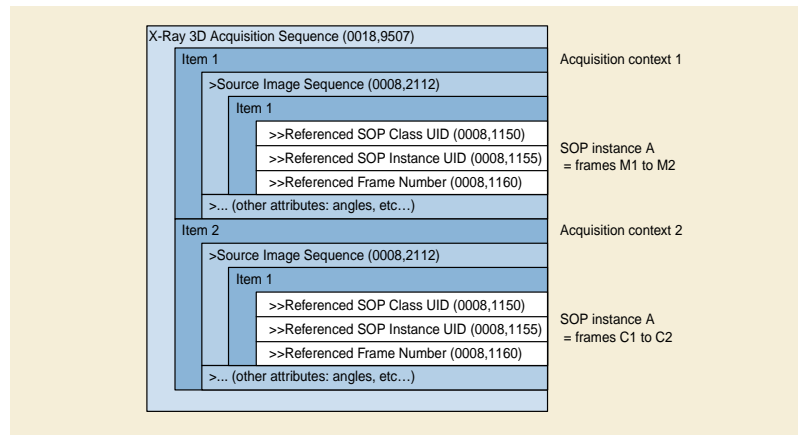 X-Ray 3D Acquisition Sequence (0018,9507)
Item 1
Acquisition context 1
>Source Image Sequence (0008,2112)
Item 1
>>Referenced SOP Class UID (0008,1150)
>>Referenced SOP Instance UID (0008,1155)
>>Referenced Frame Number (0008,1160)
SOP instance A
= frames M1 to M2
>... (other attributes: angles, etc…)
Item 2
Acquisition context 2
>Source Image Sequence (0008,2112)
Item 1
>>Referenced SOP Class UID (0008,1150)
>>Referenced SOP Instance UID (0008,1155)
>>Referenced Frame Number (0008,1160)
SOP instance A
= frames C1 to C2
>... (other attributes: angles, etc…)